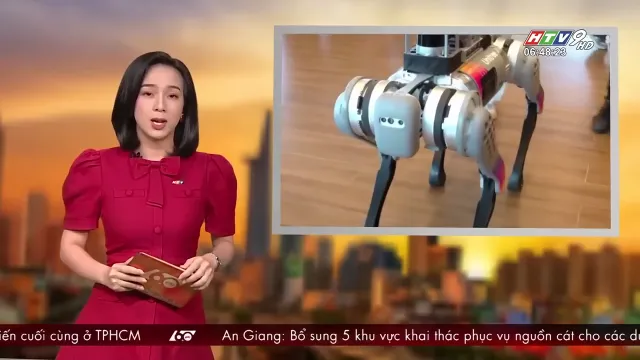 HTV9 HD
06:48:23
iến cuối cùng ở TPHCM 60 An Giang: Bổ sung 5 khu vực khai thác phục vụ nguồn cát cho các d